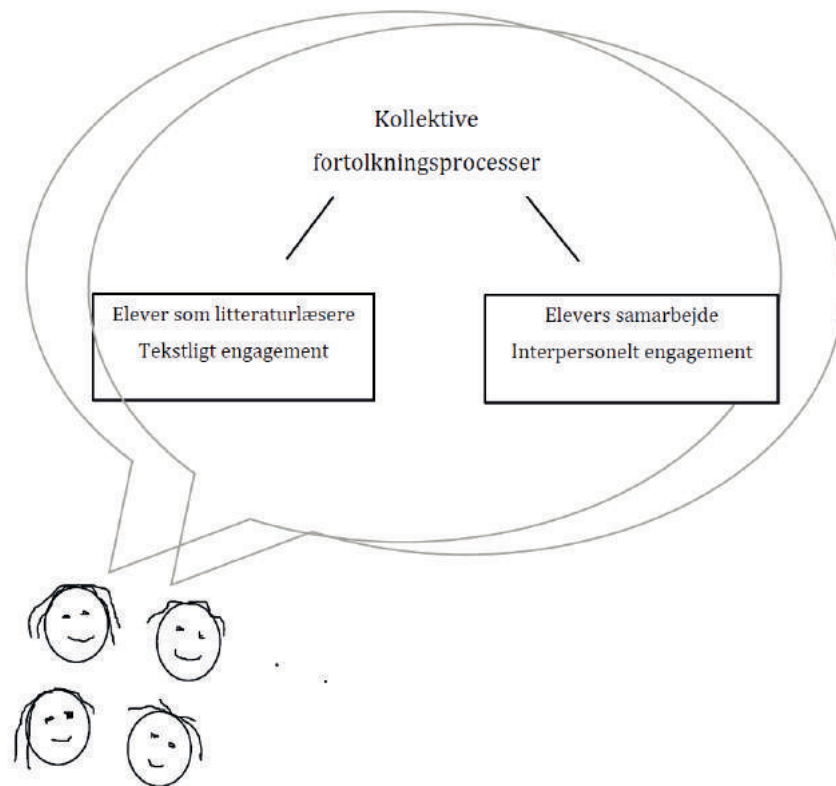 Kollektive
fortolkningsprocesser
Elever som litteraturlæsere
Tekstligt engagement
Elevers samarbejde
Interpersonelt engagement